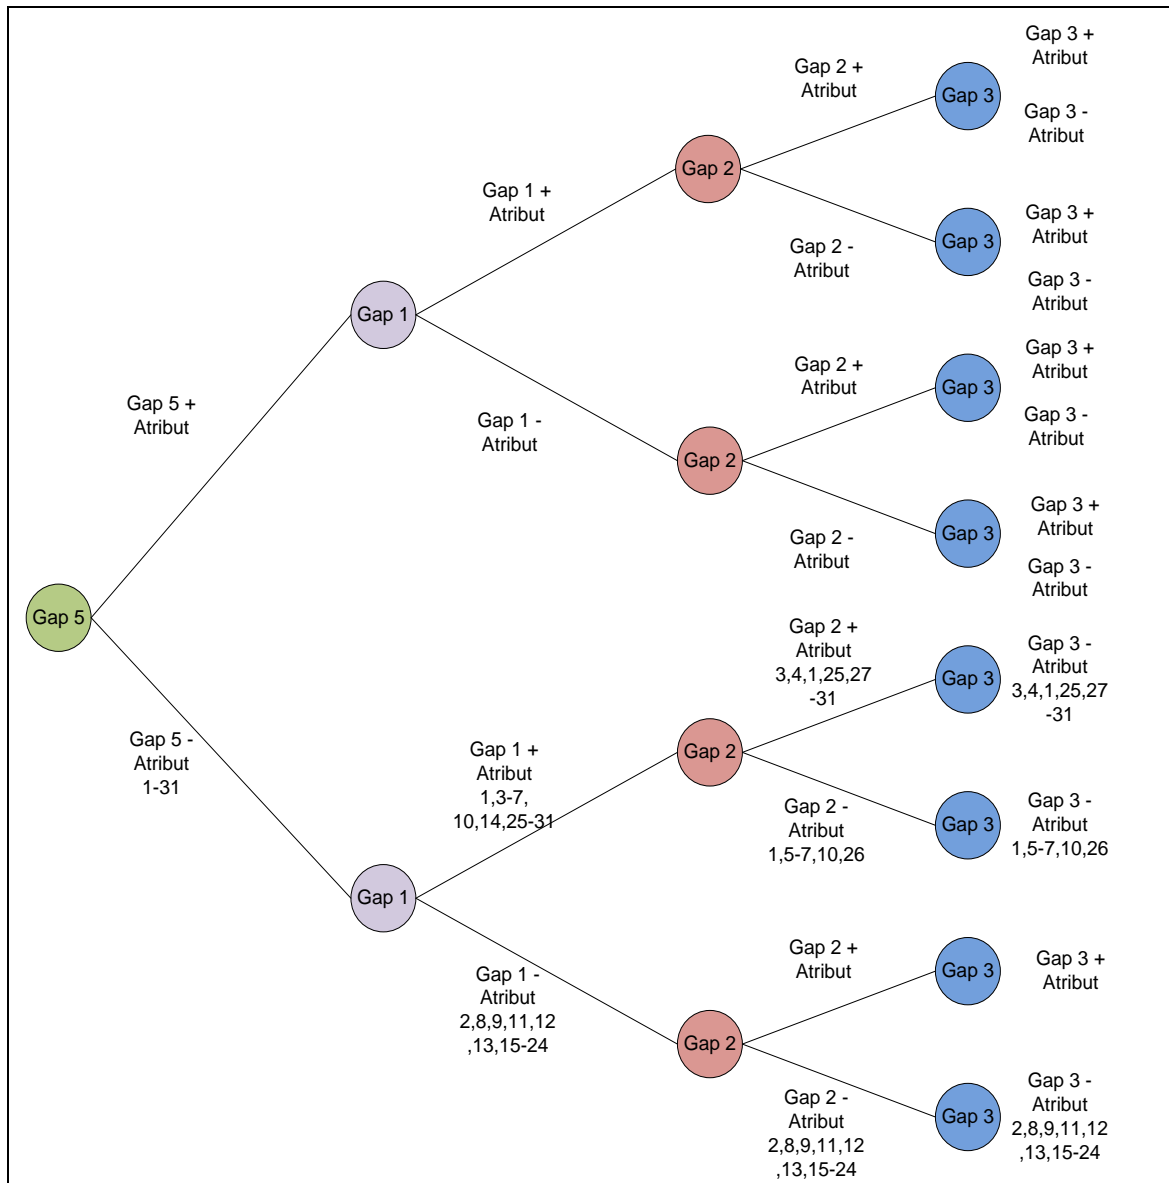 Gap 3 +
Atribut
Gap 2 +
Atribut
Gap 3
Gap 3 -
Atribut
Gap 2
Gap 1 +
Atribut
Gap 3 +
Atribut
Gap 2 -
Atribut
Gap 3
Gap 3 -
Atribut
Gap 1
Gap 3 +
Atribut
Gap 2 +
Atribut
Gap 3
Gap 5 +
Atribut
Gap 1 -
Atribut
Gap 3 -
Atribut
Gap 2
Gap 3 +
Atribut
Gap 2 -
Atribut
Gap 3
Gap 3 -
Atribut
Gap 5
Gap 2 +
Atribut
3,4,1,25,27
-31
Gap 3
Gap 3 -
Atribut
3,4,1,25,27
-31
Gap 5 -
Atribut
1-31
Gap 1 +
Atribut
1,3-7,
10,14,25-31
Gap 2
Gap 2 -
Atribut
1,5-7,10,26
Gap 3
Gap 3 -
Atribut
1,5-7,10,26
Gap 1
Gap 2 +
Atribut
Gap 3
Gap 3 +
Atribut
Gap 1 -
Atribut
2,8,9,11,12
,13,15-24
Gap 2
Gap 2 -
Atribut
2,8,9,11,12
,13,15-24
Gap 3
Gap 3 -
Atribut
2,8,9,11,12
,13,15-24